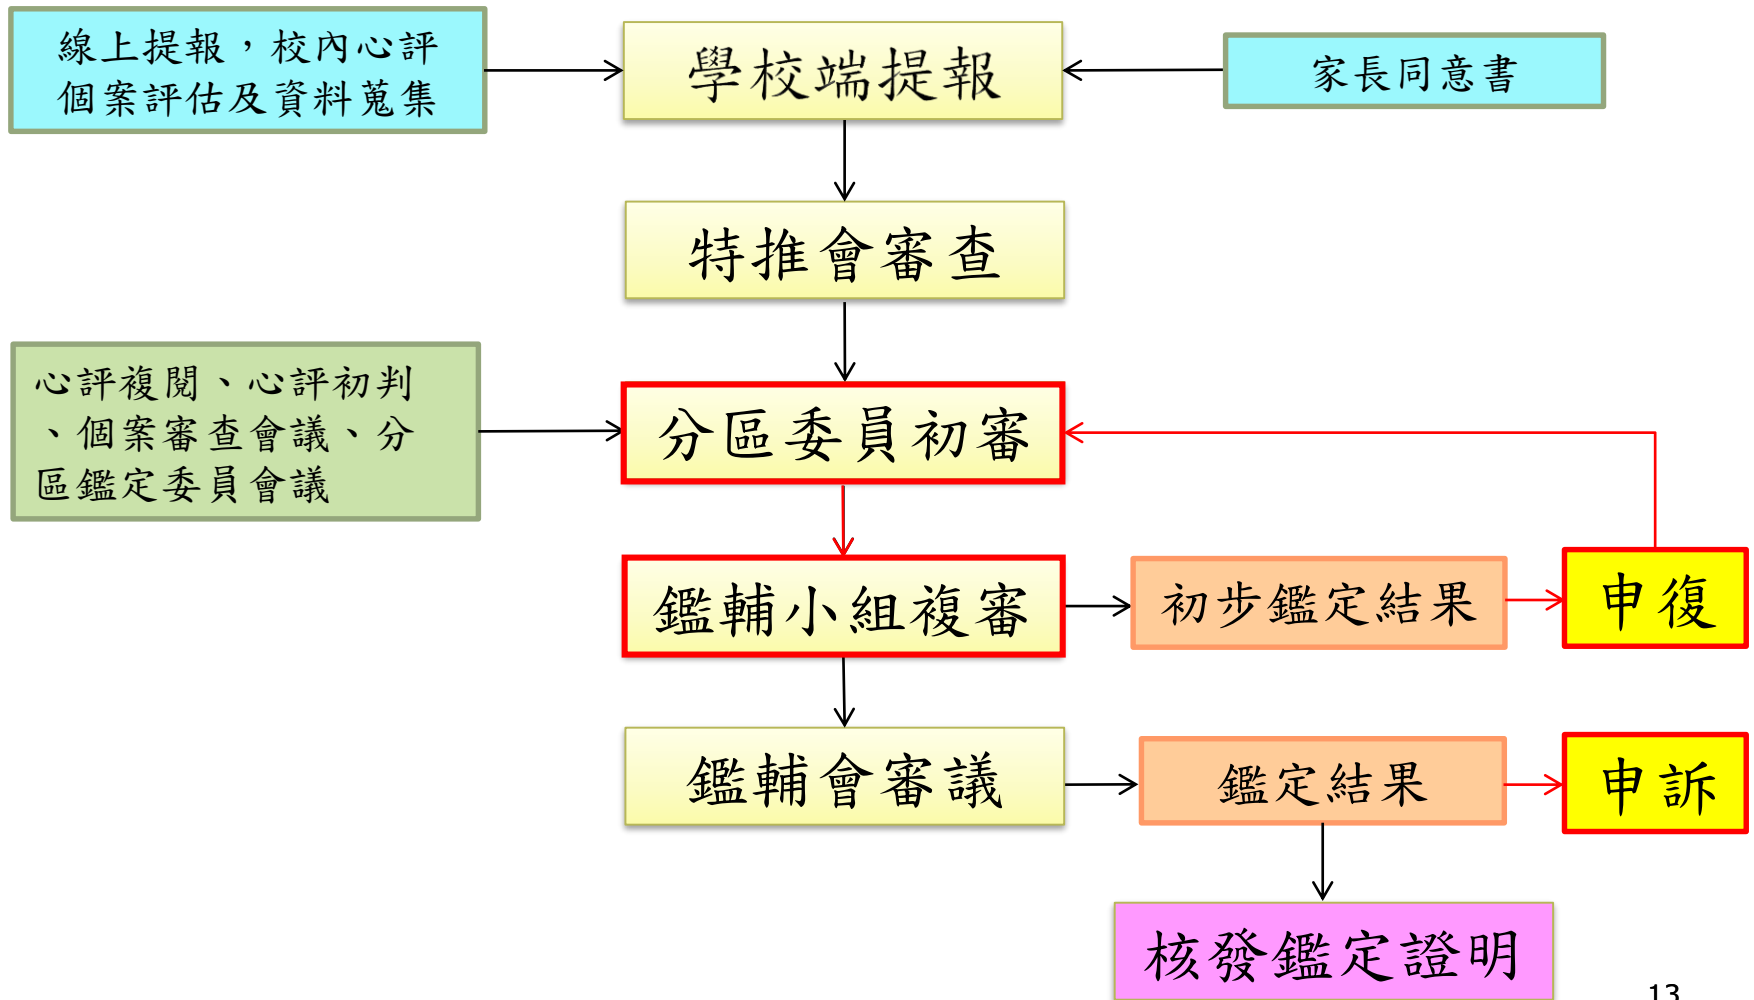 線上提報，校內心評
個案評估及資料蒐集
學校端提報
家長同意書
特推會審查
心評複閱、心評初判
、個案審查會議、分
區鑑定委員會議
分區委員初審
鑑輔小組複審
初步鑑定結果
申復
鑑輔會審議
鑑定結果
申訴
核發鑑定證明
13